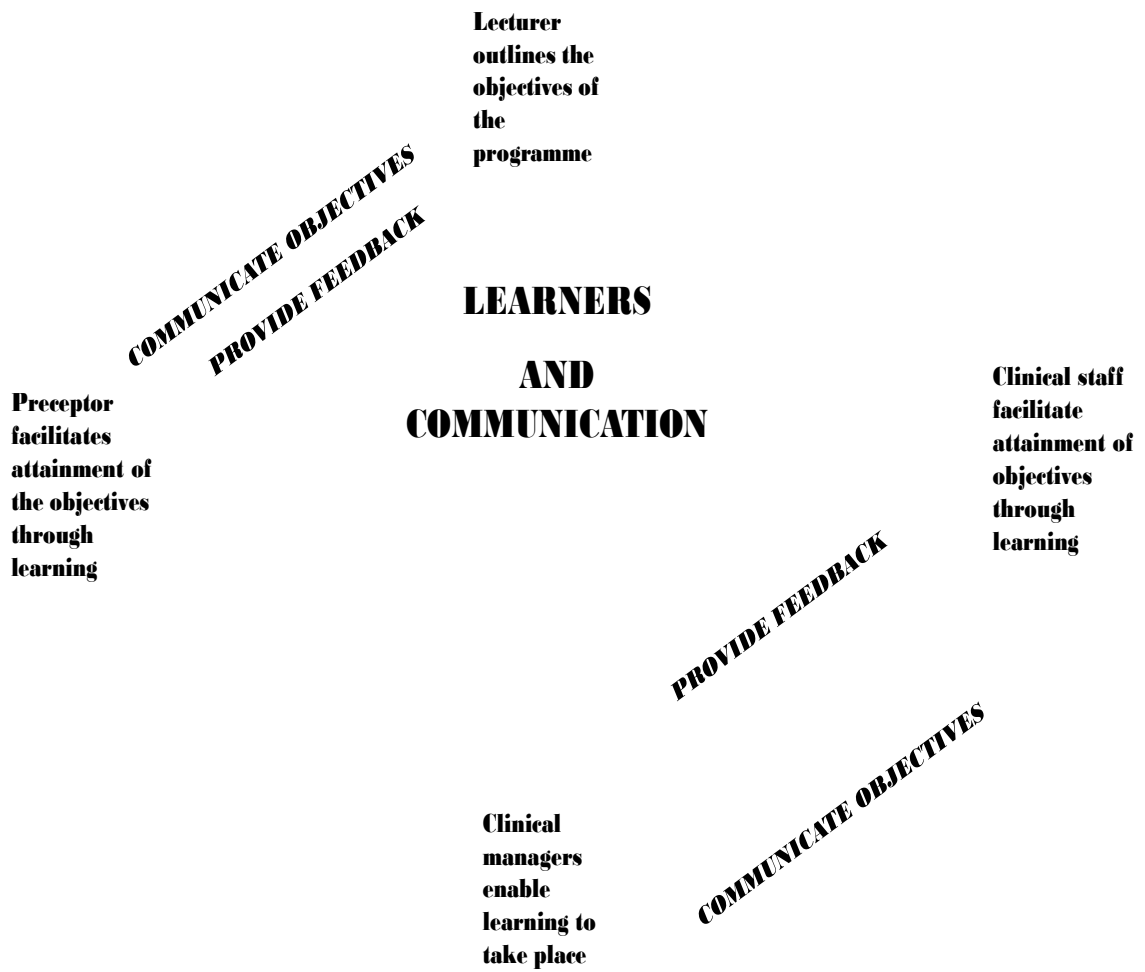 Lecturer
outlines the
objectives of
the
programme
COMMUNICATE OBJECTIVES
PROVIDE FEEDBACK
LEARNERS
AND
COMMUNICATION
Preceptor
facilitates
attainment of
the objectives
through
learning
Clinical staff
facilitate
attainment of
objectives
through
learning
PROVIDE FEEDBACK
COMMUNICATE OBJECTIVES
Clinical
managers
enable
learning to
take place